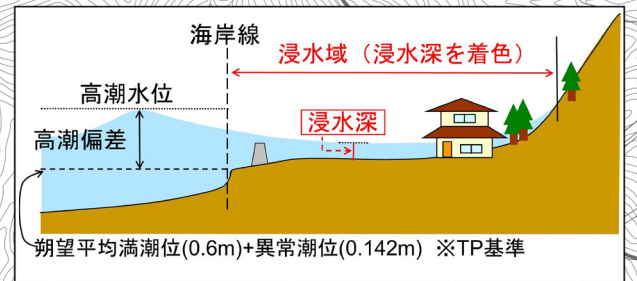 海岸線
浸水域（浸水深を着色）
高潮水位
浸水深
高潮偏差
朔望平均満潮位(0.6m)+異常潮位(0.142m) ※TP基準